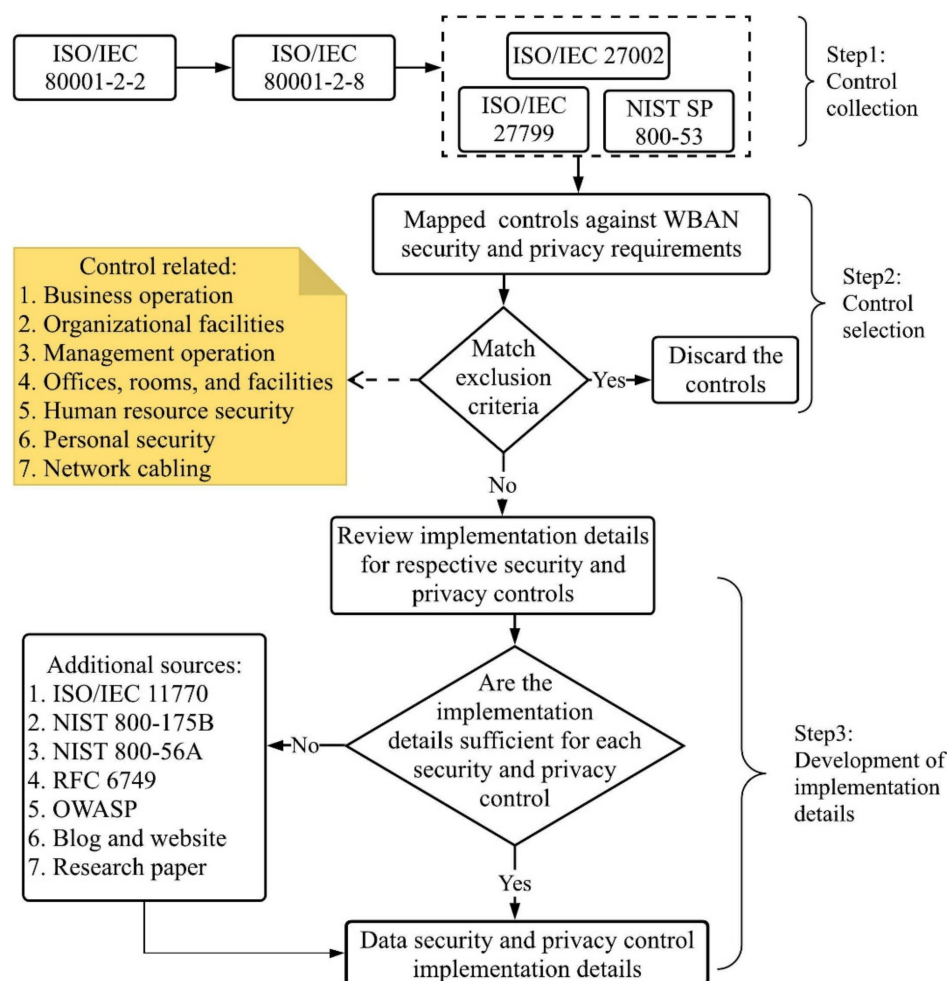 ISO/IEC
80001-2-2
ISO/IEC
80001-2-8
ISO/IEC 27002
ISO/IEC
27799
NIST SP
800-53
Step1:
Control
collection
Mapped controls against WBAN
security and privacy requirements
Control related:
1. Business operation
2. Organizational facilities
3. Management operation
4. Offices, rooms, and facilities
5. Human resource security
6. Personal security
7. Network cabling
Match
exclusion
criteria
Yes
Discard the
controls
Step2:
Control
selection
No
Review implementation details
for respective security and
privacy controls
Additional sources:
1. ISO/IEC 11770
2. NIST 800-175B
3. NIST 800-56A
4. RFC 6749
5. OWASP
6. Blog and website
7. Research paper
No
Are the
implementation
details sufficient for each
security and privacy
control
Step3:
Development of
implementation
details
Yes
Data security and privacy control
implementation details